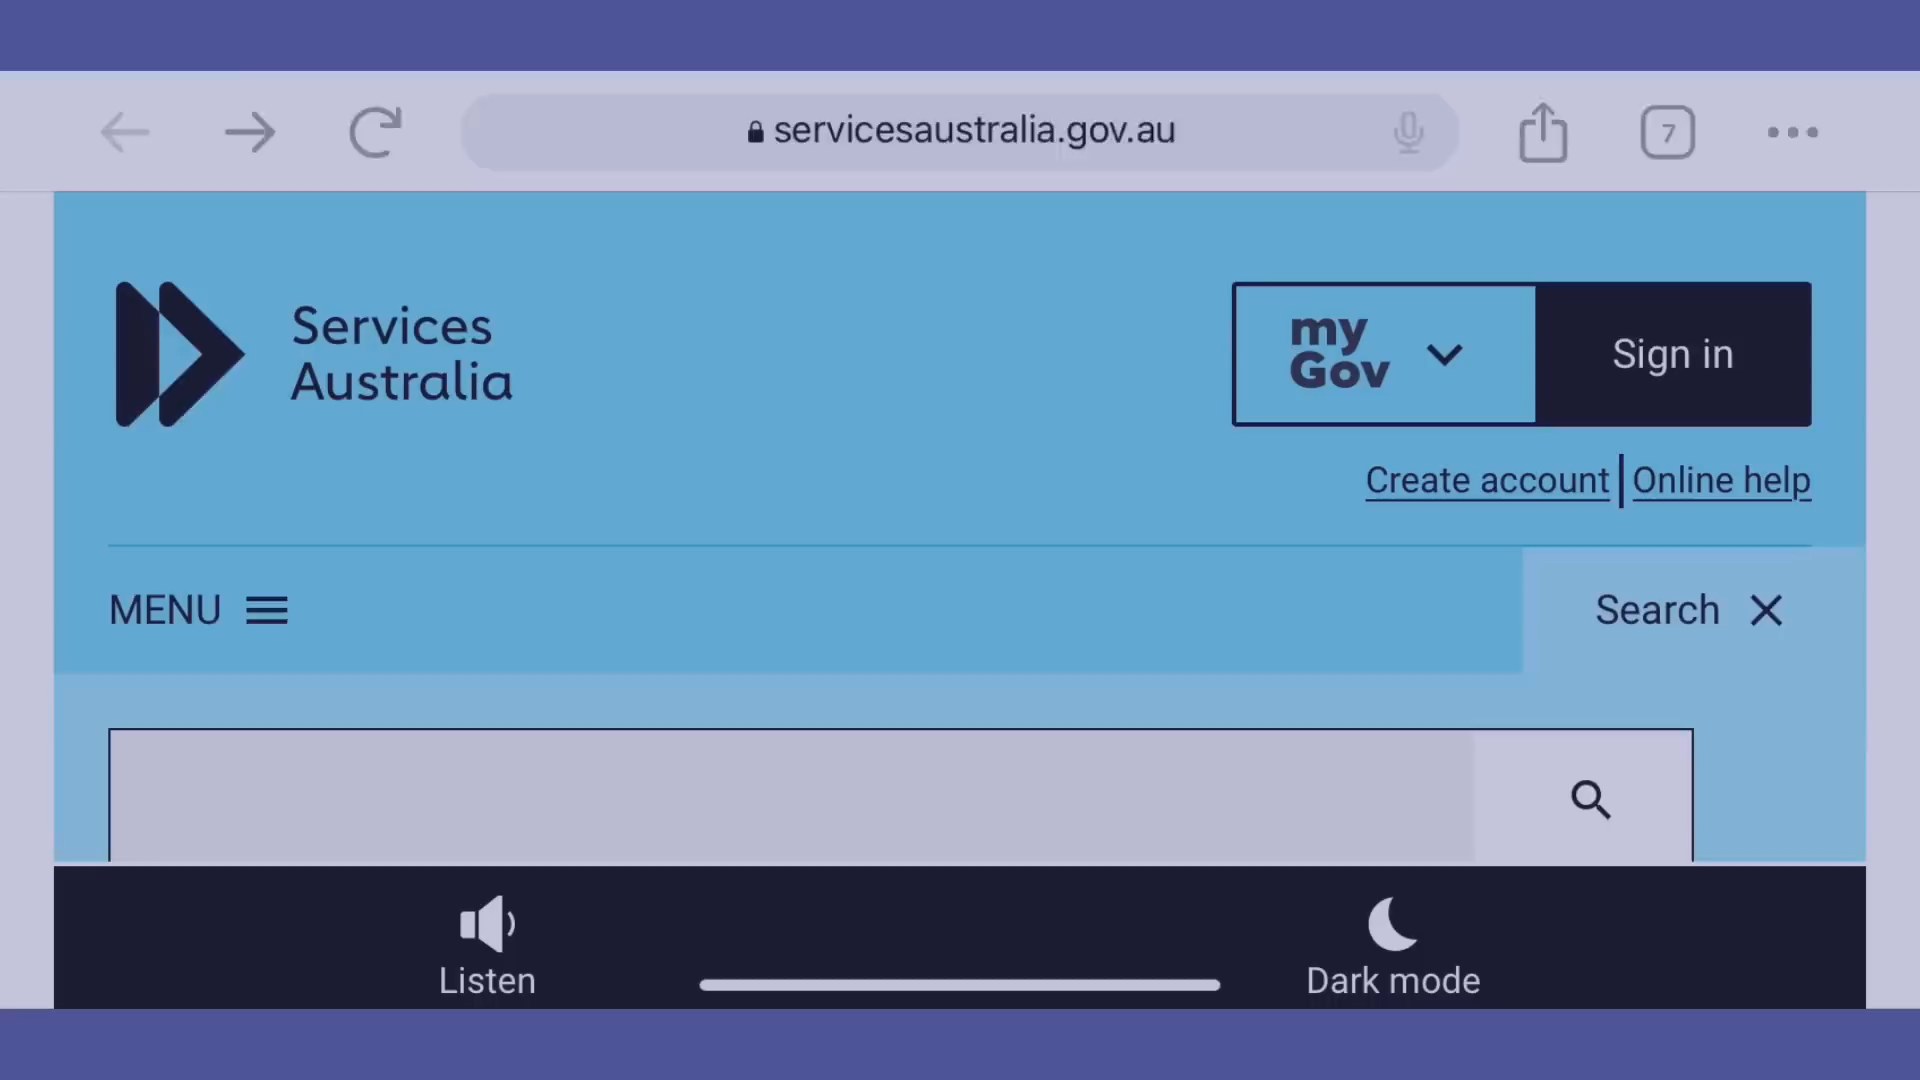 servicesaustralia.gov.au
7
Services
Australia
my
Gov
Sign in
Create account
Online help
MENU
Search
Listen
Dark mode